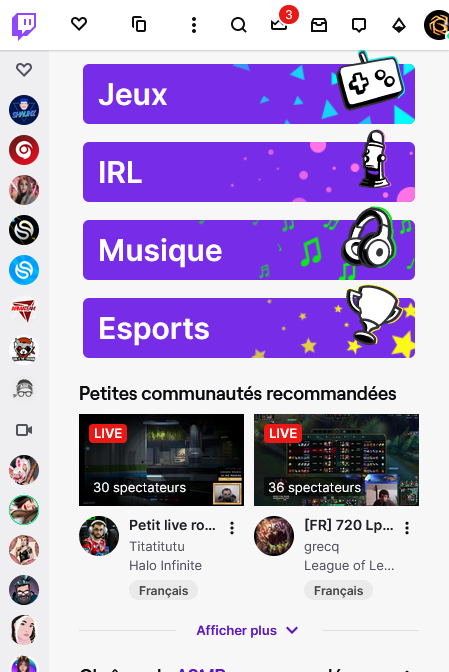 3
SHAUNZ
Jeux
IRL
Musique
Esports
Petites communautés recommandées
LIVE
30 spectateurs
LIVE
36 spectateurs
Petit live ro...
Titatitutu
Halo Infinite
Français
[FR] 720 Lp...
grecq
League of Le...
Français
Afficher plus